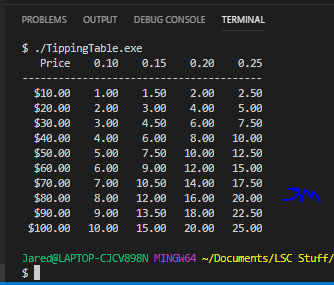 PROBLEMS OUTPUT DEBUG CONSOLE TERMINAL
$ ./TippingTable.exe
Price 0.10 0.15 0.20 0.25
----------------------------------------
$10.00 1.00 1.50 2.00 2.50
$20.00 2.00 3.00 4.00 5.00
$30.00 3.00 4.50 6.00 7.50
$40.00 4.00 6.00 8.00 10.00
$50.00 5.00 7.50 10.00 12.50
$60.00 6.00 9.00 12.00 15.00
$70.00 7.00 10.50 14.00 17.50
$80.00 8.00 12.00 16.00 20.00
$90.00 9.00 13.50 18.00 22.50
$100.00 10.00 15.00 20.00 25.00
Jared@LAPTOP-CJCV898N MINGW64 ~/Documents/LSC Stuff/
$